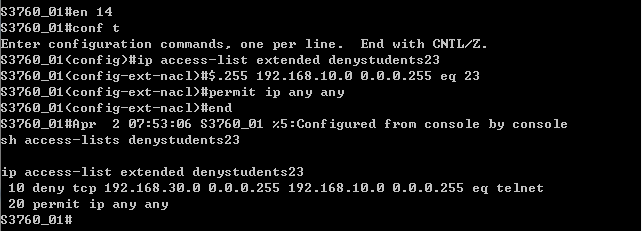 S3760_01#en 14
S3760_01#conf t
Enter configuration commands, one per line.  End with CNTL/Z.
S3760_01(config)#ip access-list extended denystudents23
S3760_01(config-ext-nacl)#$.255 192.168.10.0 0.0.0.255 eq 23
S3760_01(config-ext-nacl)#permit ip any any
S3760_01(config-ext-nacl)#end
S3760_01#Apr  2 07:53:06 S3760_01 %5:Configured from console by console
sh access-lists denystudents23
ip access-list extended denystudents23
 10 deny tcp 192.168.30.0 0.0.0.255 192.168.10.0 0.0.0.255 eq telnet
 20 permit ip any any
S3760_01#